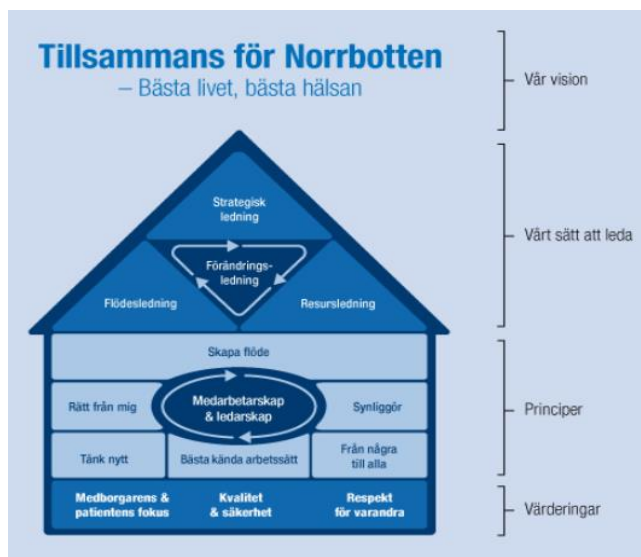 Tillsammans för Norrbotten
– Bästa livet, bästa hälsan
Vår vision
Strategisk
ledning
Förändrings-
ledning
Flödesledning
Resursledning
Vårt sätt att leda
Skapa flöde
Rätt från mig
Medarbetarskap
& ledarskap
Synliggör
Tänk nytt
Bästa kända arbetssätt
Från några
till alla
Principer
Medborgarens &
patientens fokus
Kvalitet
& säkerhet
Respekt
för varandra
Värderingar